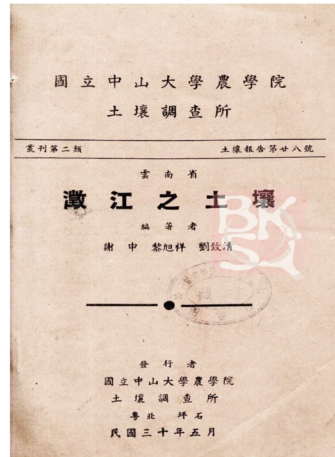 國立中山大學農學院
土壤調查所
叢刊第二類 土壤報告第廿八號
雲南省
澂江之土壤
編著者
謝申 黎旭祥 劉致清
發行者
國立中山大學農學院
土壤調查所
粵北 坪石
民國三十年五月
BKS